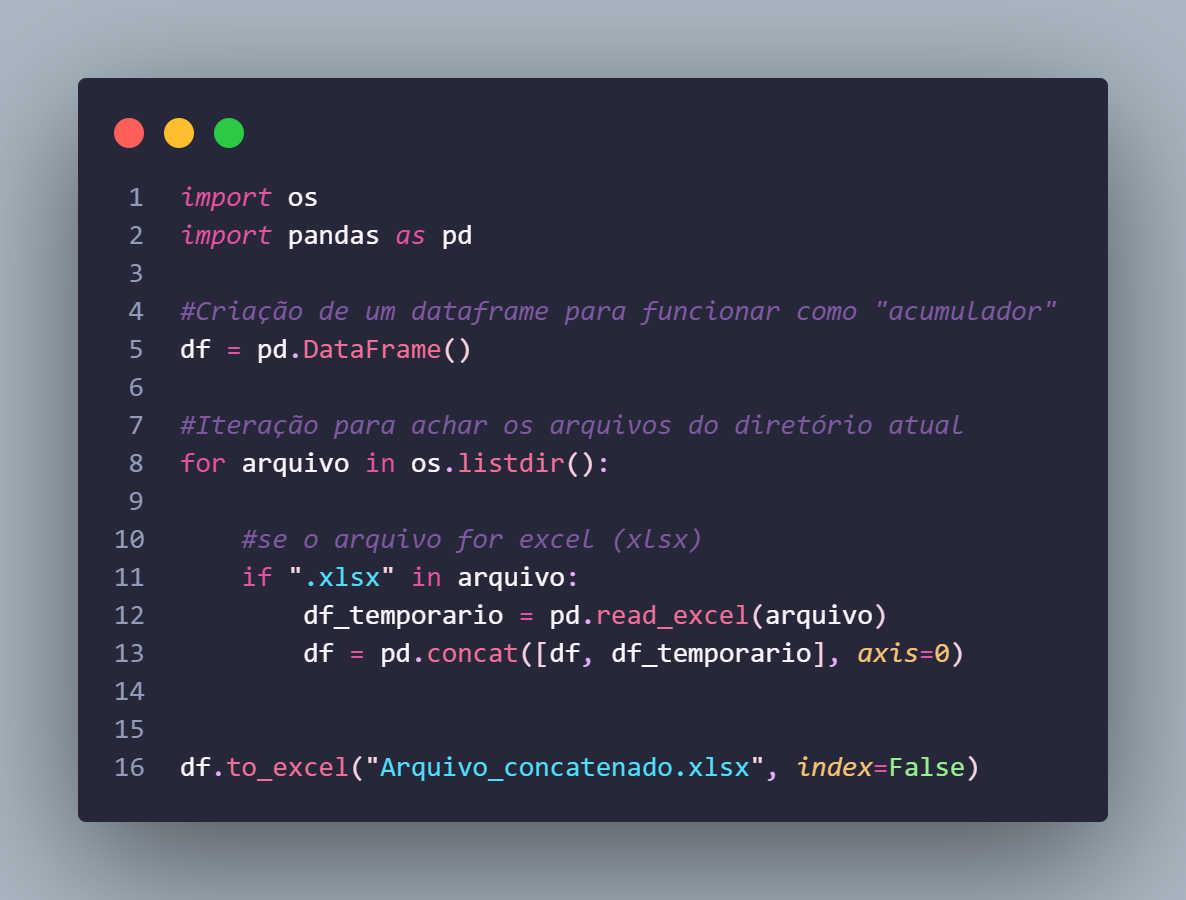 1 import os
2 import pandas as pd
3
4 #Criação de um dataframe para funcionar como "acumulador"
5 df = pd.DataFrame()
6
7 #Iteração para achar os arquivos do diretório atual
8 for arquivo in os.listdir():
9
10     #se o arquivo for excel (xlsx)
11     if ".xlsx" in arquivo:
12         df_temporario = pd.read_excel(arquivo)
13         df = pd.concat([df, df_temporario], axis=0)
14
15
16 df.to_excel("Arquivo_concatenado.xlsx", index=False)